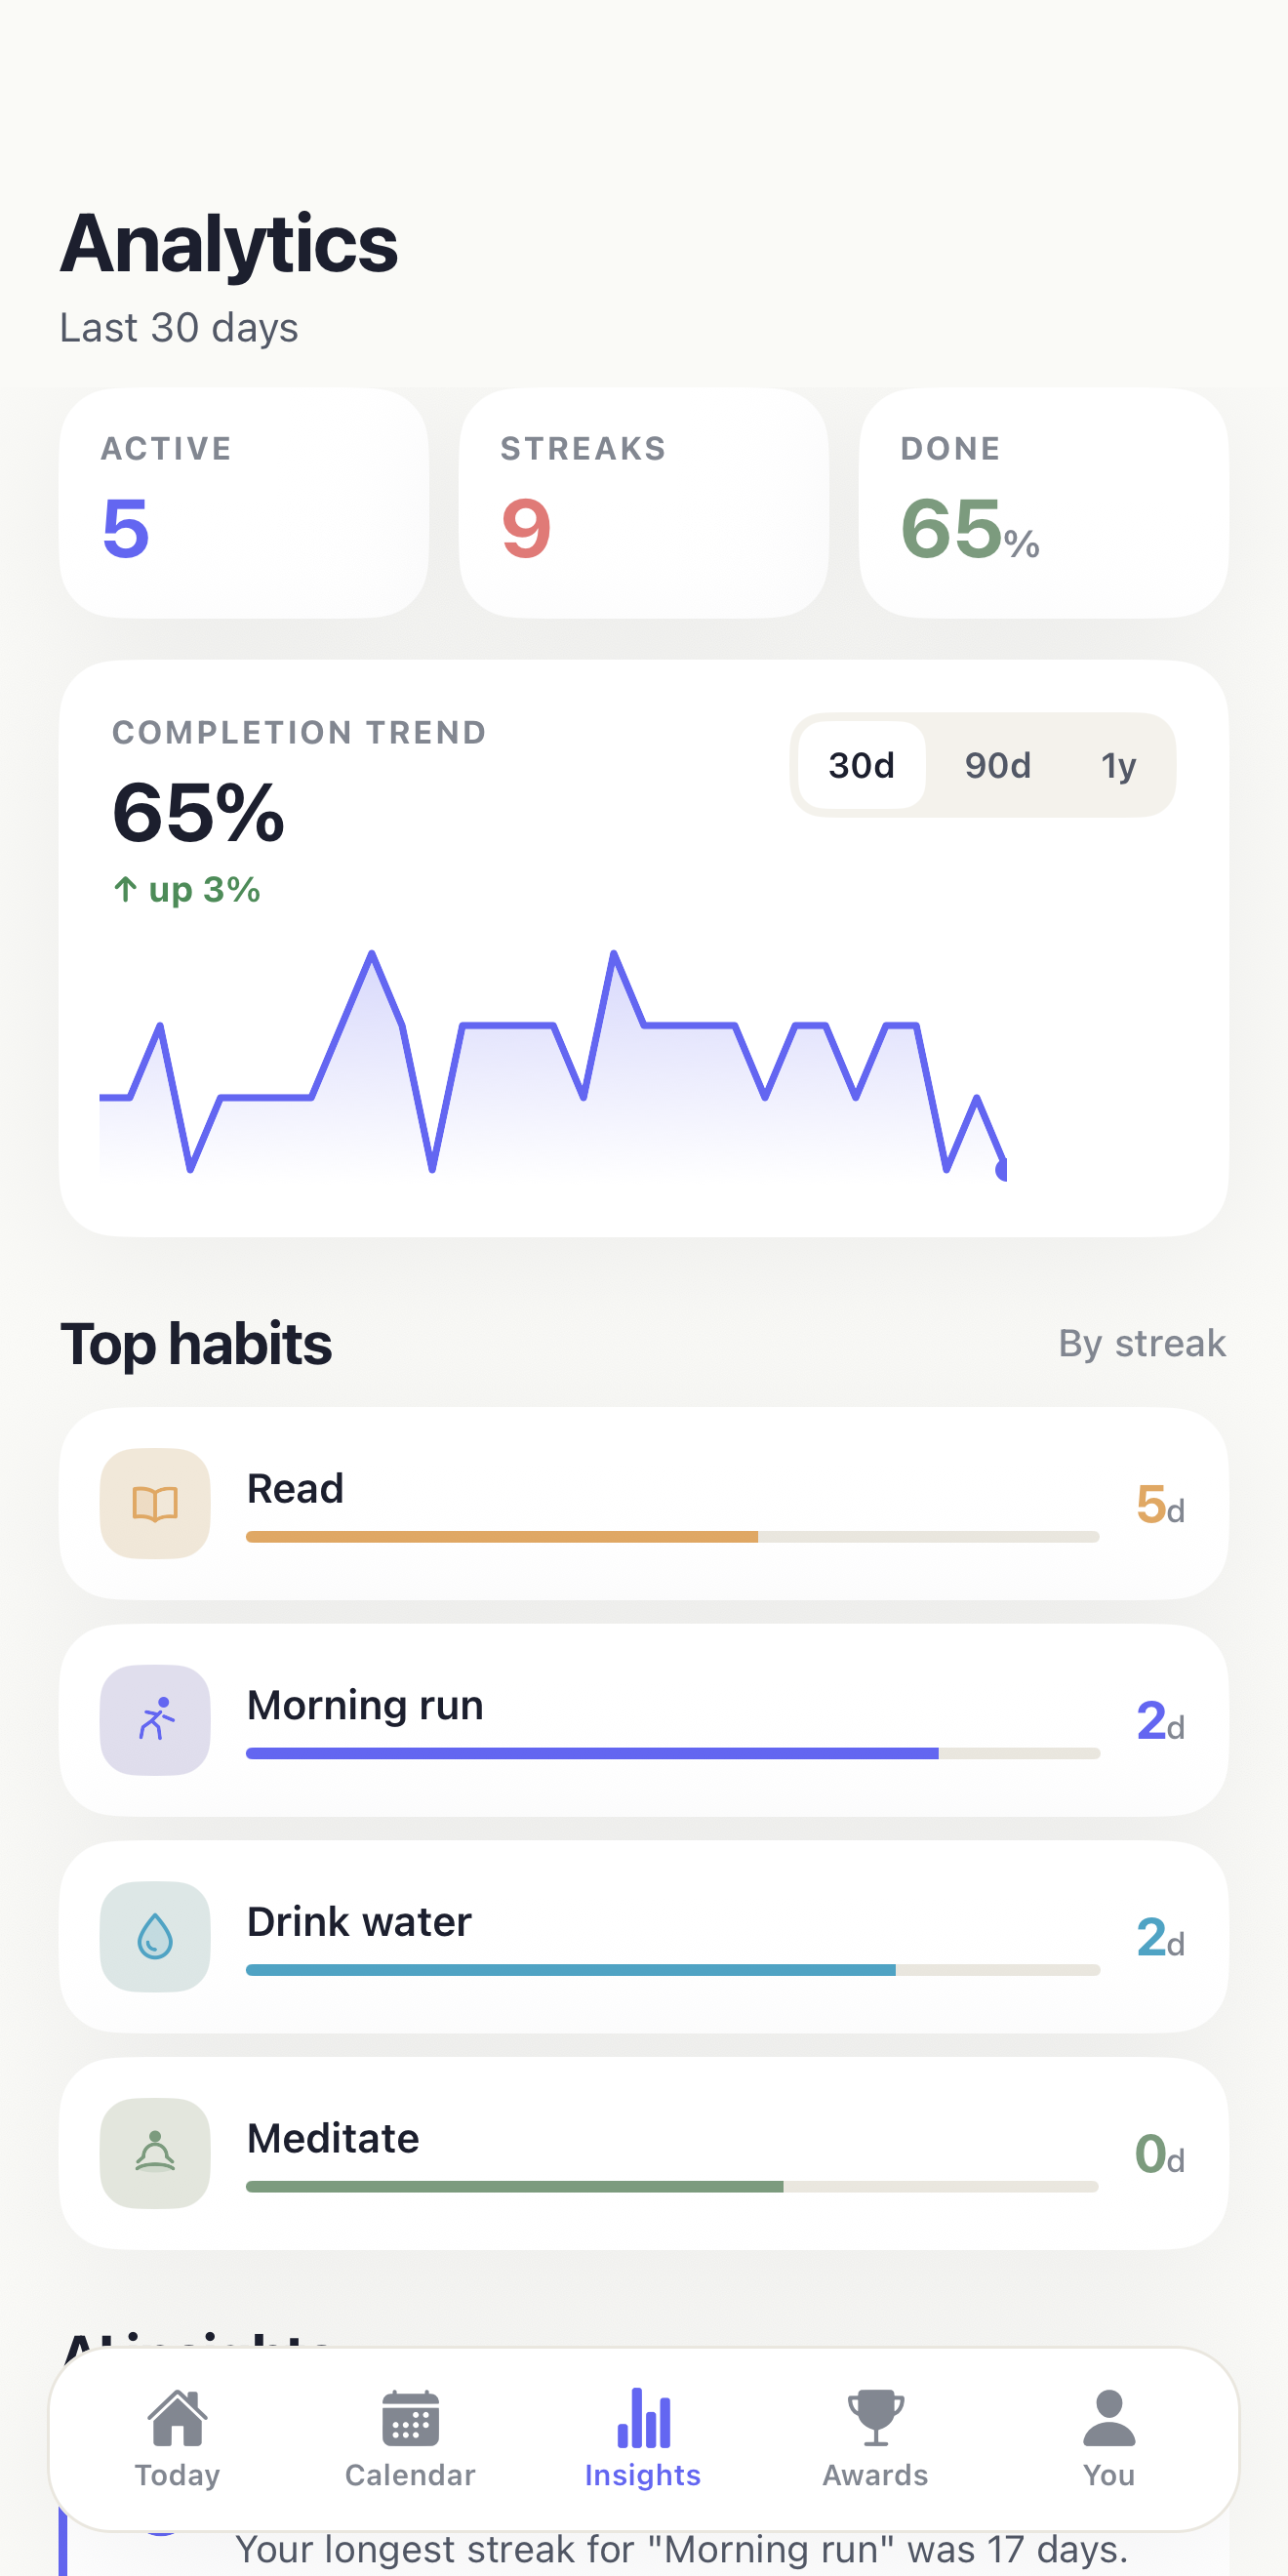 Analytics
Last 30 days
ACTIVE
5
STREAKS
9
DONE
65%
COMPLETION TREND
65%
↑ up 3%
30d 90d 1y
Top habits
By streak
Read
5d
Morning run
2d
Drink water
2d
Meditate
0d
AI insights
Today
Calendar
Insights
Awards
You
Your longest streak for "Morning run" was 17 days.